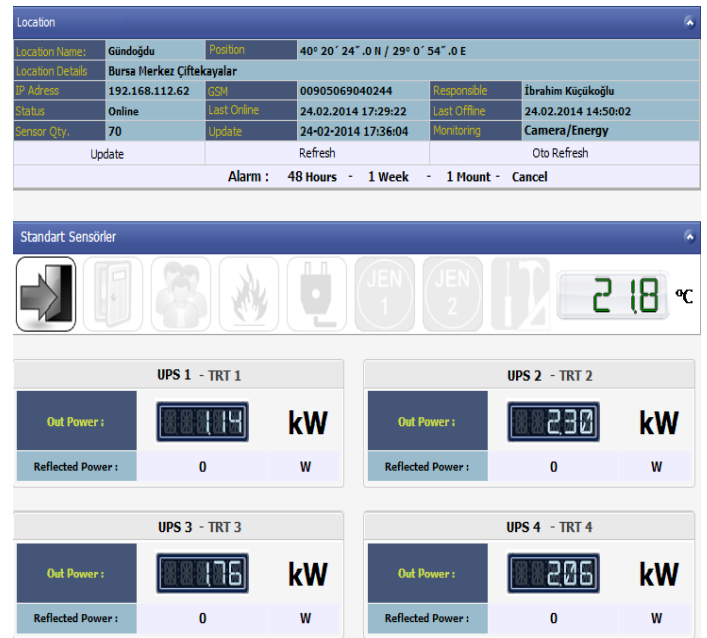 Location
Location Name: Gündoğdu Position 40° 20´ 24˝ .0 N / 29° 0´ 54˝ .0 E
Location Details Bursa Merkez Çiftekayalar
IP Adress 192.168.112.62 GSM 00905069040244 Responsible İbrahim Küçükoğlu
Status Online Last Online 24.02.2014 17:29:22 Last Offline 24.02.2014 14:50:02
Sensor Qty. 70 Update 24-02-2014 17:36:04 Monitoring Camera/Energy
Update Refresh Oto Refresh
Alarm : 48 Hours - 1 Week - 1 Mount - Cancel
Standart Sensörler
JEN 1 JEN 2 21.8 °C
UPS 1 - TRT 1 UPS 2 - TRT 2
Out Power : 1.14 kW Out Power : 2.30 kW
Reflected Power : 0 W Reflected Power : 0 W
UPS 3 - TRT 3 UPS 4 - TRT 4
Out Power : 1.76 kW Out Power : 2.06 kW
Reflected Power : 0 W Reflected Power : 0 W